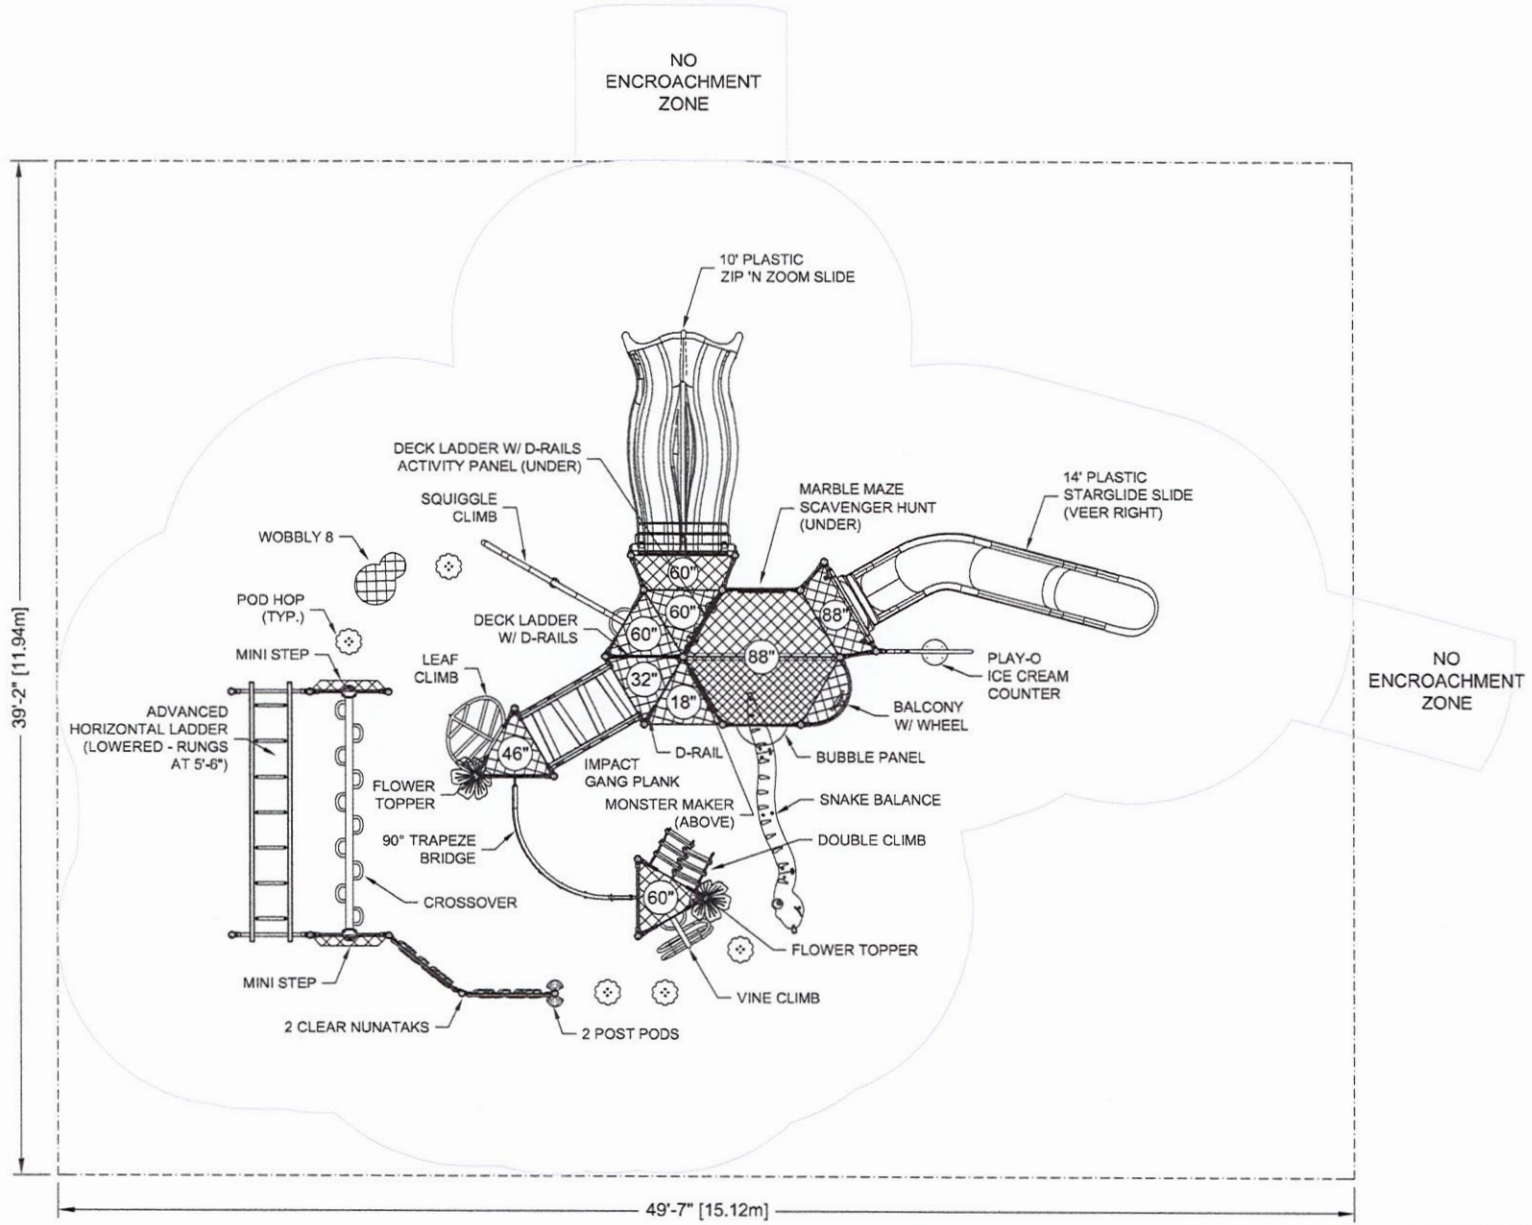 NO
ENCROACHMENT
ZONE
10' PLASTIC
ZIP 'N ZOOM SLIDE
DECK LADDER W/ D-RAILS
ACTIVITY PANEL (UNDER)
SQUIGGLE
CLIMB
MARBLE MAZE
SCAVENGER HUNT
(UNDER)
14' PLASTIC
STARGLIDE SLIDE
(VEER RIGHT)
WOBBLY 8
POD HOP
(TYP.)
DECK LADDER
W/ D-RAILS
60"
60"
60"
88"
88"
32"
18"
46"
MINI STEP
LEAF
CLIMB
PLAY-O
ICE CREAM
COUNTER
NO
ENCROACHMENT
ZONE
39'-2" [11.94m]
ADVANCED
HORIZONTAL LADDER
(LOWERED - RUNGS
AT 5'-6")
BALCONY
W/ WHEEL
D-RAIL
BUBBLE PANEL
IMPACT
GANG PLANK
FLOWER
TOPPER
MONSTER MAKER
(ABOVE)
SNAKE BALANCE
90° TRAPEZE
BRIDGE
DOUBLE CLIMB
60"
CROSSOVER
FLOWER TOPPER
MINI STEP
VINE CLIMB
2 CLEAR NUNATAKS
2 POST PODS
49'-7" [15.12m]